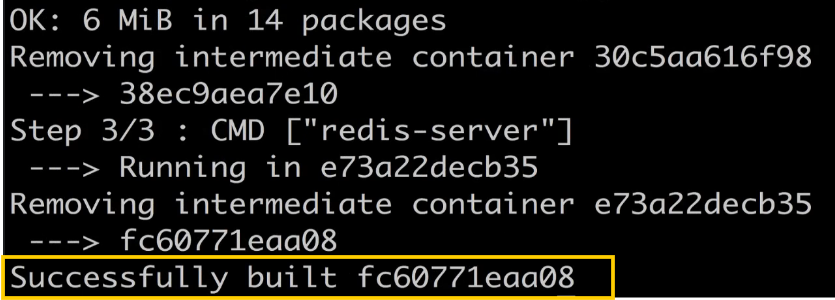 OK: 6 MiB in 14 packages
Removing intermediate container 30c5aa616f98
 ---> 38ec9aea7e10
Step 3/3 : CMD ["redis-server"]
 ---> Running in e73a22decb35
Removing intermediate container e73a22decb35
 ---> fc60771eaa08
Successfully built fc60771eaa08